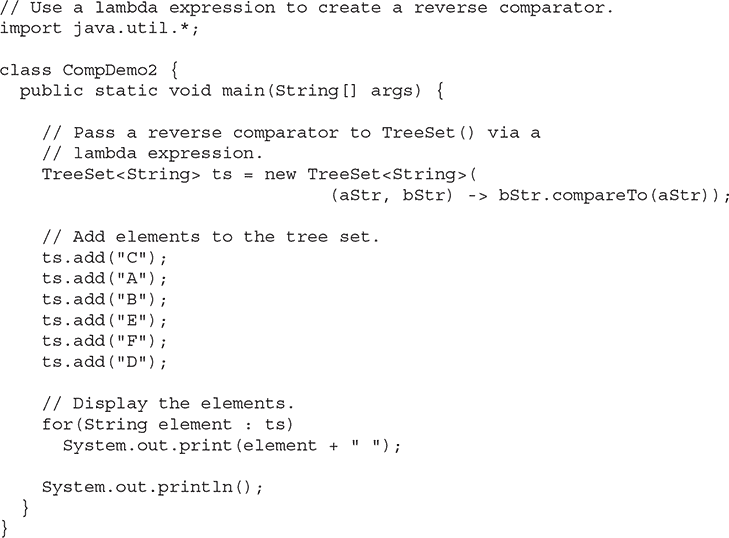 // Use a lambda expression to create a reverse comparator.
import java.util.*;

class CompDemo2 {
  public static void main(String[] args) {

    // Pass a reverse comparator to TreeSet() via a
    // lambda expression.
    TreeSet<String> ts = new TreeSet<String>(
                                (aStr, bStr) -> bStr.compareTo(aStr));

    // Add elements to the tree set.
    ts.add("C");
    ts.add("A");
    ts.add("B");
    ts.add("E");
    ts.add("F");
    ts.add("D");

    // Display the elements.
    for(String element : ts)
      System.out.print(element + " ");

    System.out.println();
  }
}